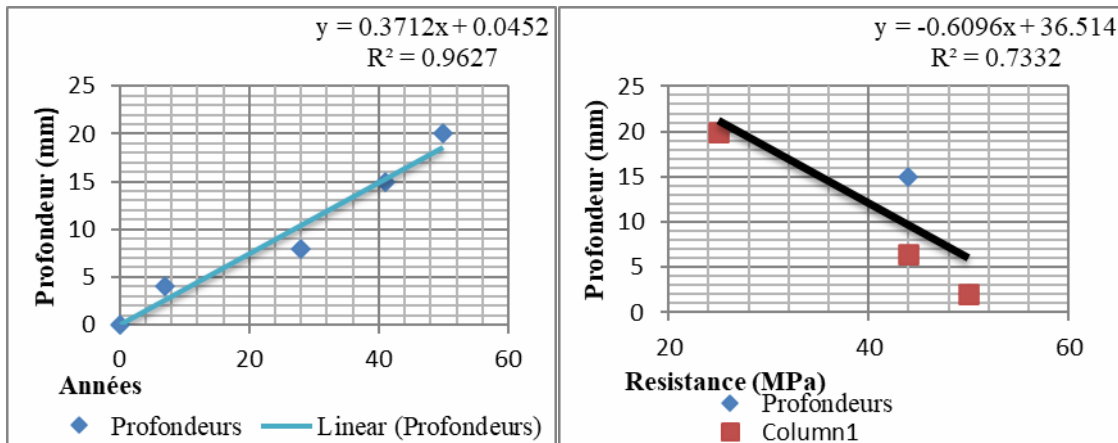 y = 0.3712x + 0.0452
R² = 0.9627
Profondeur (mm)
25
20
15
10
5
0
0 20 40 60
Années
Profondeurs Linear (Profondeurs)
y = -0.6096x + 36.514
R² = 0.7332
Profondeur (mm)
25
20
15
10
5
0
20 40 60
Resistance (MPa)
Profondeurs
Column1